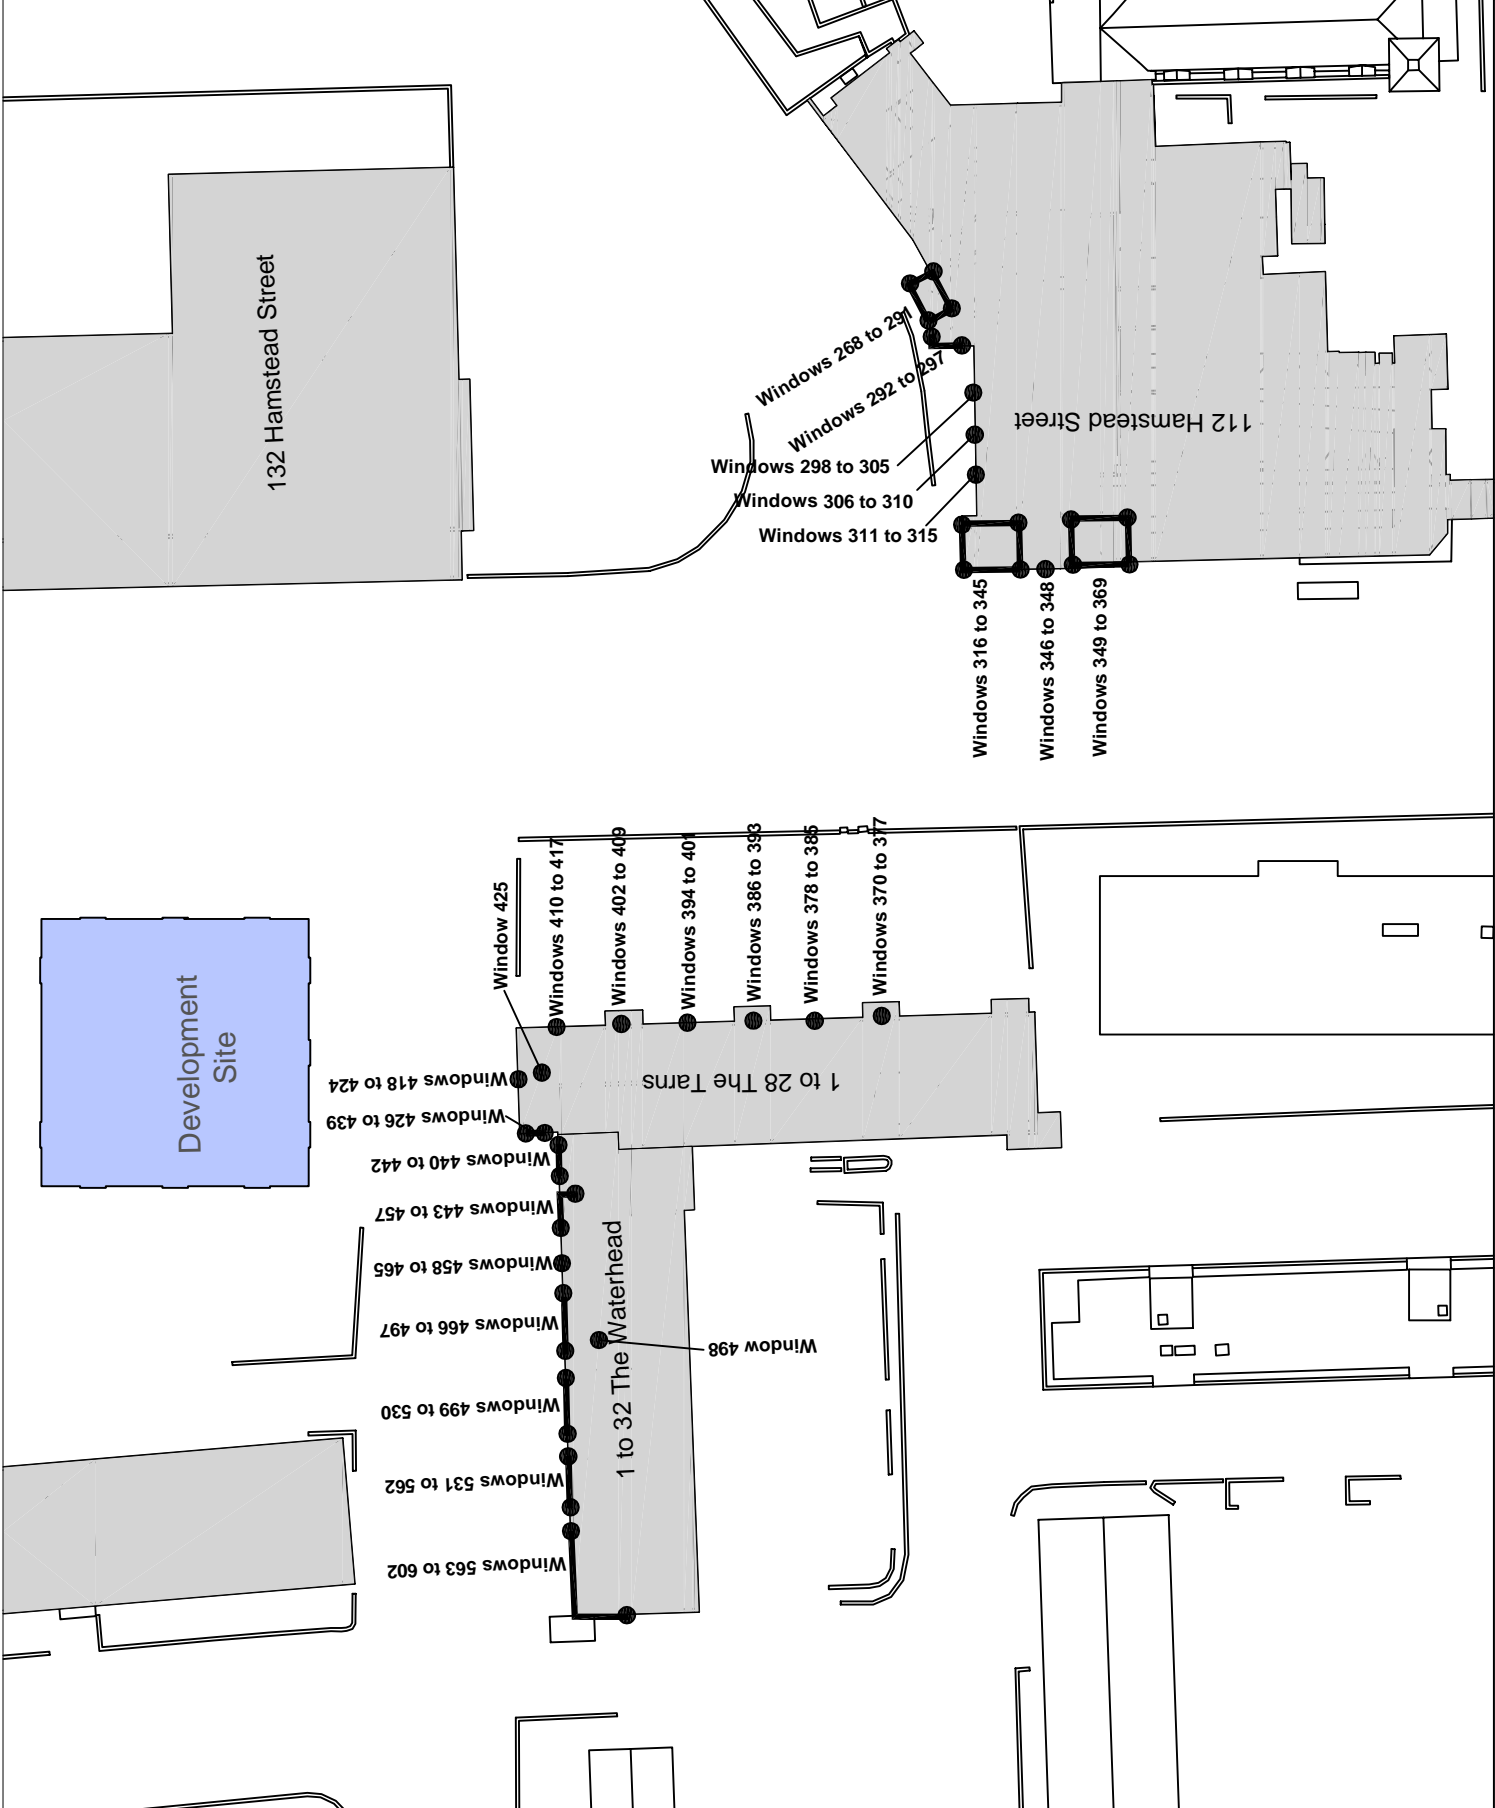 132 Hamstead Street
Windows 268 to 291
Windows 292 to 297
Windows 298 to 305
Windows 306 to 310
Windows 311 to 315
112 Hamstead Street
Windows 316 to 345
Windows 346 to 348
Windows 349 to 369
Development
Site
Window 425
Windows 410 to 417
Windows 402 to 409
Windows 394 to 401
Windows 386 to 393
Windows 378 to 385
Windows 370 to 377
Windows 418 to 424
1 to 28 The Tarns
Windows 426 to 439
Windows 440 to 442
Windows 443 to 457
Windows 458 to 465
Windows 466 to 497
Window 498
1 to 32 The Waterhead
Windows 499 to 530
Windows 531 to 562
Windows 563 to 602